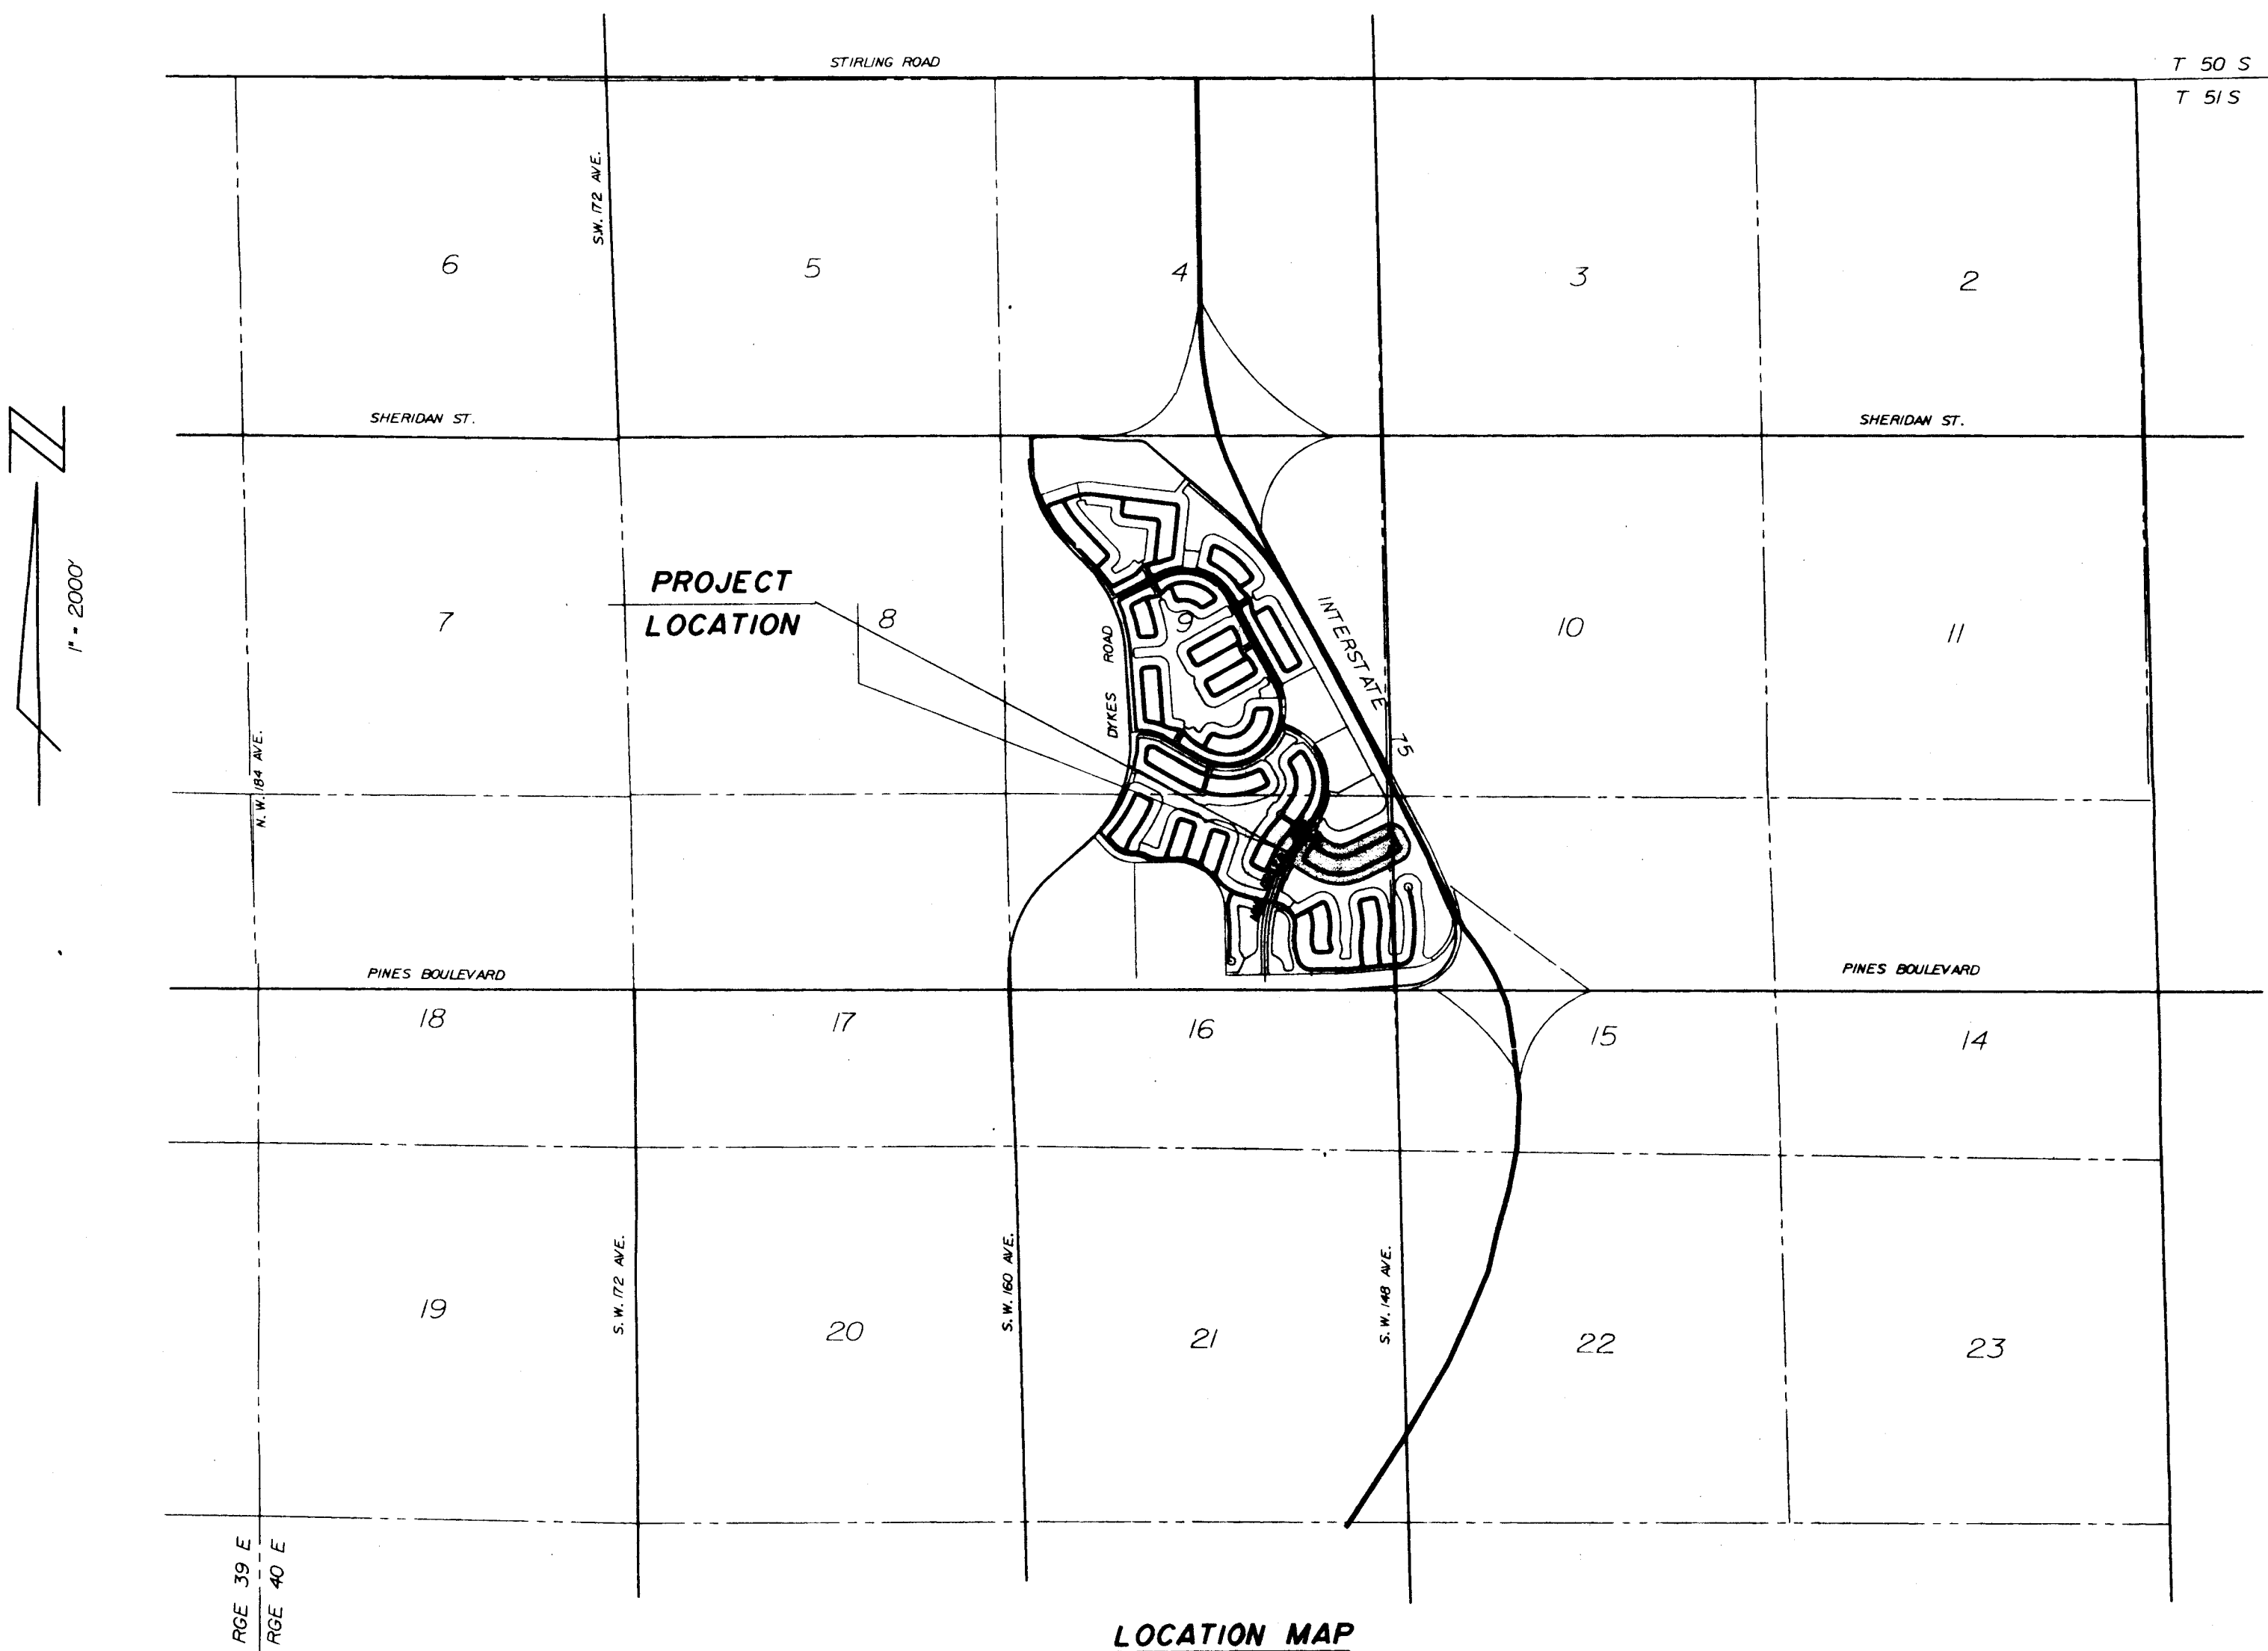 STIRLING ROAD
T 50 S
T 51 S
S.W. 172 AVE.
6
5
4
3
2
SHERIDAN ST.
SHERIDAN ST.
1" = 2000'
PROJECT
LOCATION
7
8
9
10
11
INTERSTATE 75
DYKES ROAD
N. W. 184 AVE.
PINES BOULEVARD
PINES BOULEVARD
18
17
16
15
14
S. W. 172 AVE.
S. W. 160 AVE.
S. W. 148 AVE.
19
20
21
22
23
RGE 39 E
RGE 40 E
LOCATION MAP